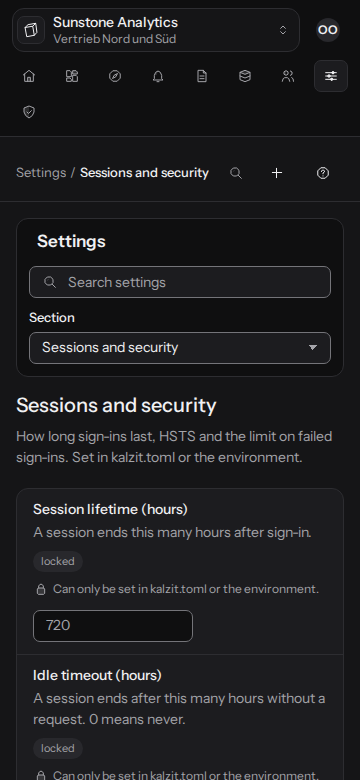 Sunstone Analytics
Vertrieb Nord und Süd
OO
Settings / Sessions and security
Settings
Search settings
Section
Sessions and security
Sessions and security
How long sign-ins last, HSTS and the limit on failed
sign-ins. Set in kalzit.toml or the environment.
Session lifetime (hours)
A session ends this many hours after sign-in.
locked
Can only be set in kalzit.toml or the environment.
720
Idle timeout (hours)
A session ends after this many hours without a
request. 0 means never.
locked
Can only be set in kalzit.toml or the environment.